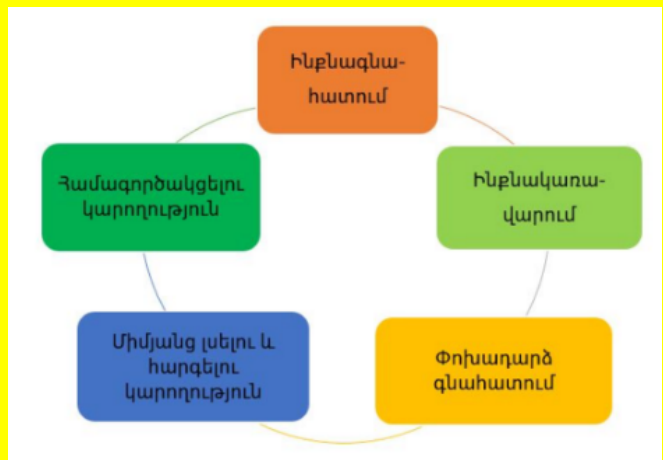 Ինքնագնա-
հատում
Ինքնակառա-
վարում
Փոխադարձ
գնահատում
Միմյանց լսելու և
հարգելու
կարողություն
Համագործակցելու
կարողություն